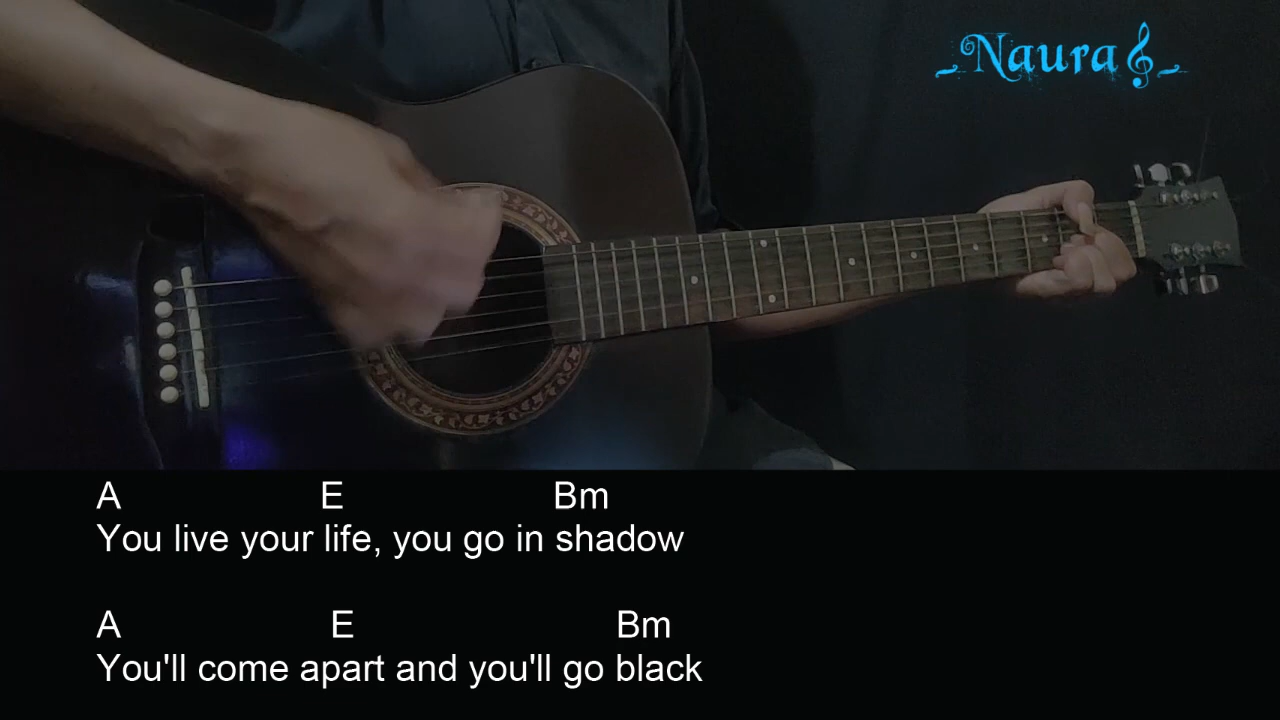 Naura
A E Bm
You live your life, you go in shadow
A E Bm
You'll come apart and you'll go black